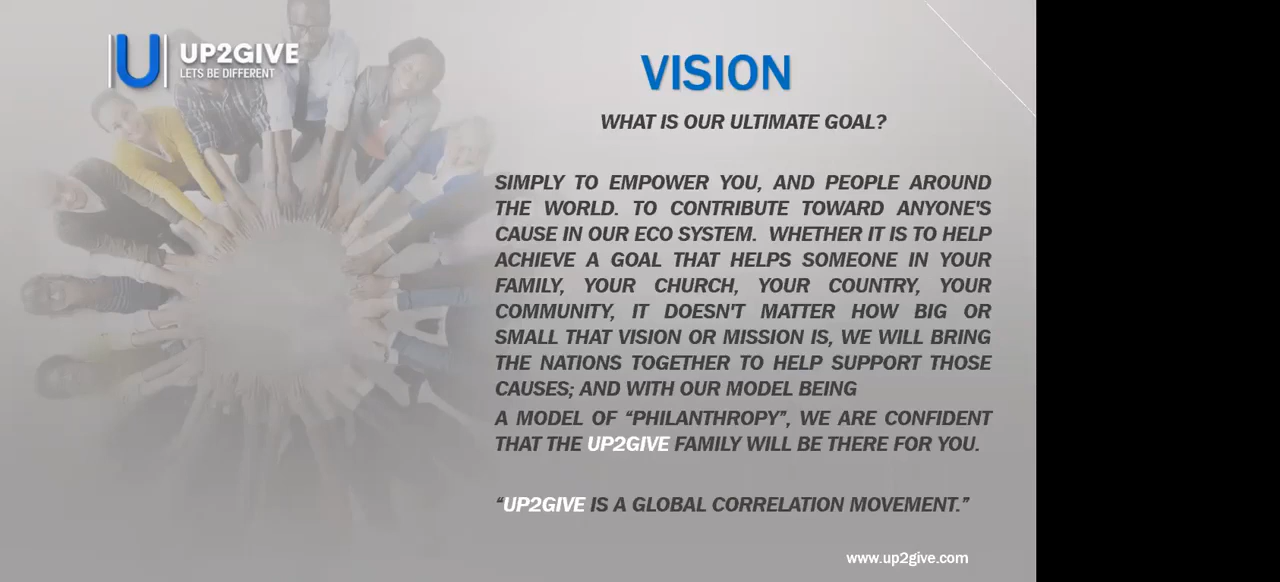 U
UP2GIVE
LETS BE DIFFERENT
VISION
WHAT IS OUR ULTIMATE GOAL?
SIMPLY TO EMPOWER YOU, AND PEOPLE AROUND
THE WORLD. TO CONTRIBUTE TOWARD ANYONE'S
CAUSE IN OUR ECO SYSTEM. WHETHER IT IS TO HELP
ACHIEVE A GOAL THAT HELPS SOMEONE IN YOUR
FAMILY, YOUR CHURCH, YOUR COUNTRY, YOUR
COMMUNITY, IT DOESN'T MATTER HOW BIG OR
SMALL THAT VISION OR MISSION IS, WE WILL BRING
THE NATIONS TOGETHER TO HELP SUPPORT THOSE
CAUSES; AND WITH OUR MODEL BEING
A MODEL OF “PHILANTHROPY”, WE ARE CONFIDENT
THAT THE UP2GIVE FAMILY WILL BE THERE FOR YOU.
“UP2GIVE IS A GLOBAL CORRELATION MOVEMENT.”
www.up2give.com